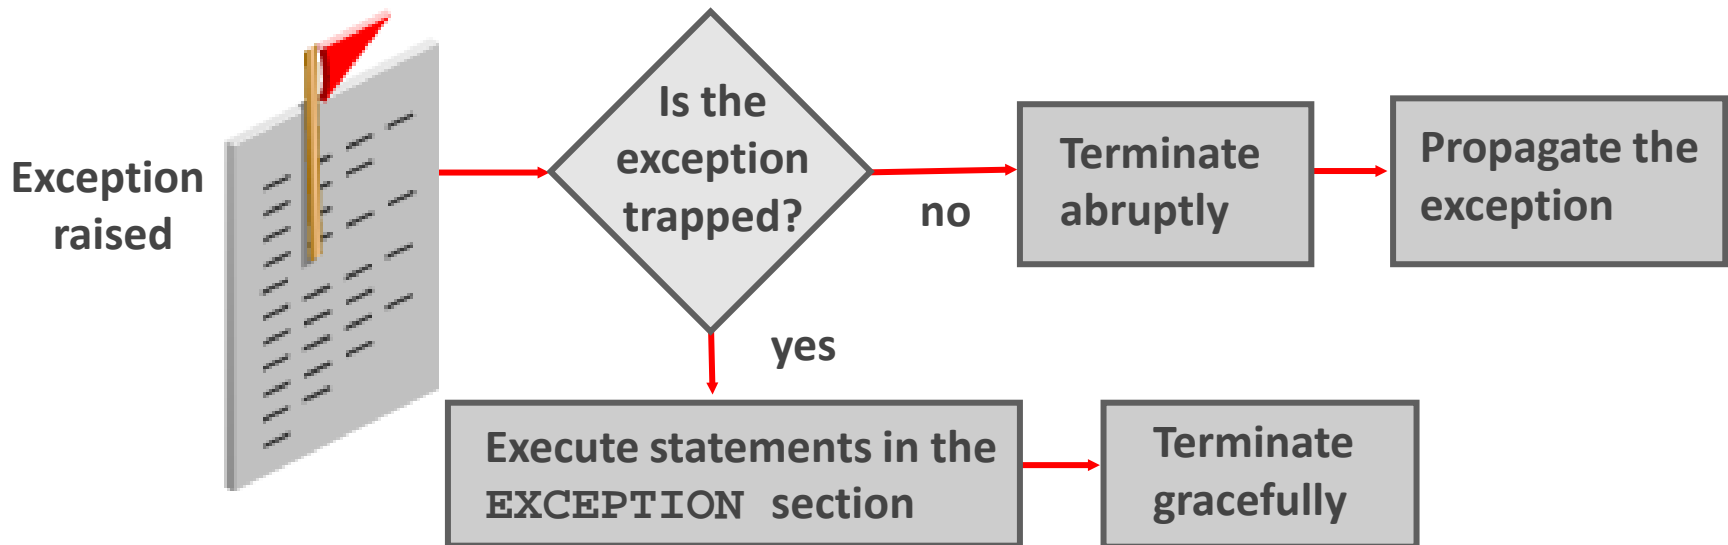 Exception
raised
Is the
exception
trapped?
no
Terminate
abruptly
Propagate the
exception
yes
Execute statements in the
EXCEPTION section
Terminate
gracefully